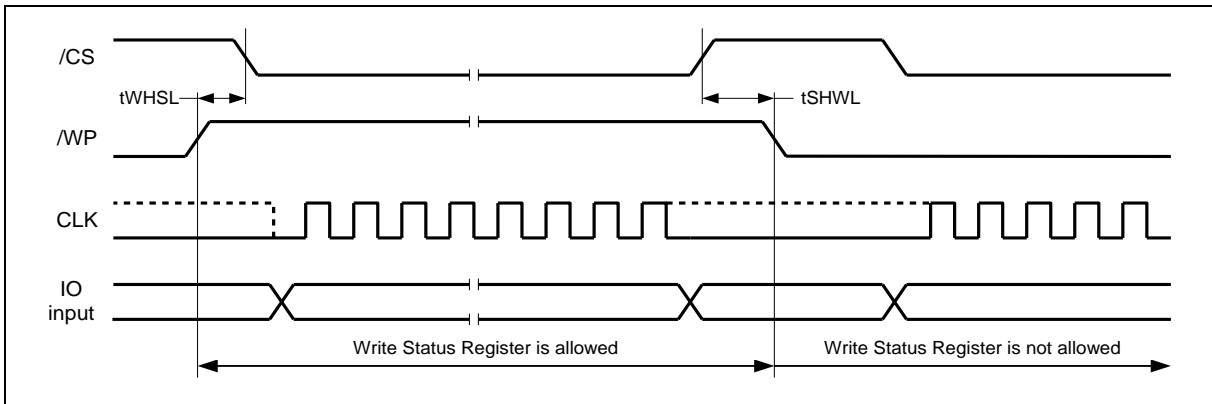 /CS
tWHSL
tSHWL
/WP
CLK
IO
input
Write Status Register is allowed
Write Status Register is not allowed